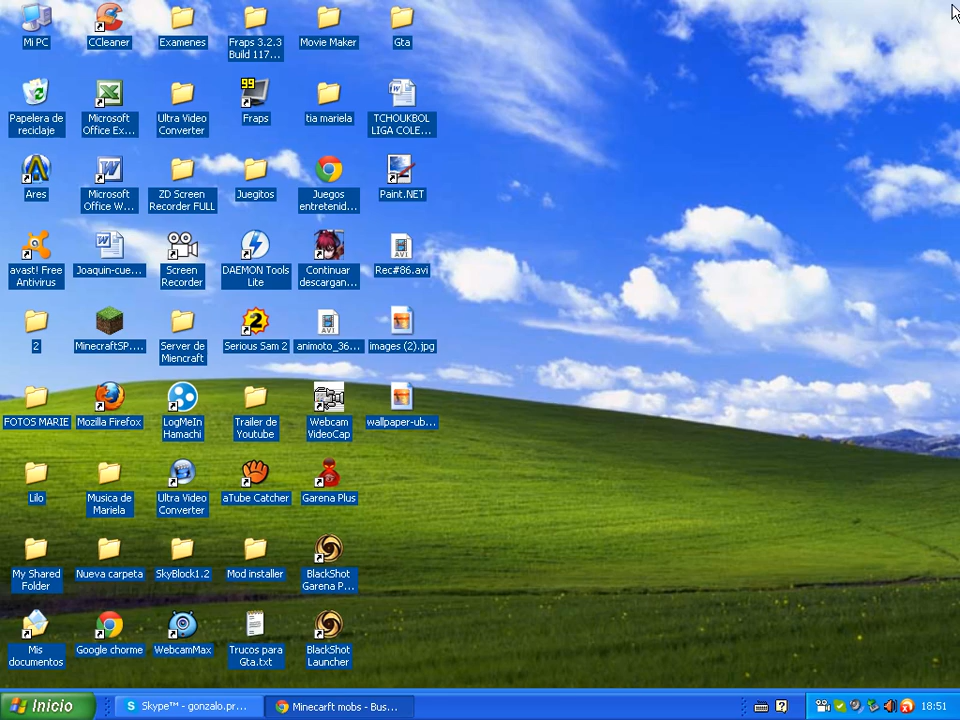 Mi PC
CCleaner
Examenes
Fraps 3.2.3
Build 117...
Movie Maker
Gta
Papelera de
reciclaje
Microsoft
Office Ex...
Ultra Video
Converter
99
Fraps
tia mariela
TCHOUKBOL
LIGA COLE...
Ares
Microsoft
Office W...
ZD Screen
Recorder FULL
Juegitos
Juegos
entretenid...
Paint.NET
avast! Free
Antivirus
Joaquin-cue...
Screen
Recorder
DAEMON Tools
Lite
Continuar
descargan...
AVI
Rec#86.avi
2
MinecraftSP....
Server de
Miencraft
2
Serious Sam 2
AVI
animoto_36...
images (2).jpg
FOTOS MARIE
Mozilla Firefox
LogMeIn
Hamachi
Trailer de
Youtube
Webcam
VideoCap
wallpaper-ub...
Lilo
Musica de
Mariela
Ultra Video
Converter
aTube Catcher
Garena Plus
My Shared
Folder
Nueva carpeta
SkyBlock1.2
Mod installer
BlackShot
Garena P...
Mis
documentos
Google chorme
WebcamMax
Trucos para
Gta.txt
BlackShot
Launcher
Inicio
Skype™ - gonzalo.pr...
Minecarft mobs - Bus...
18:51